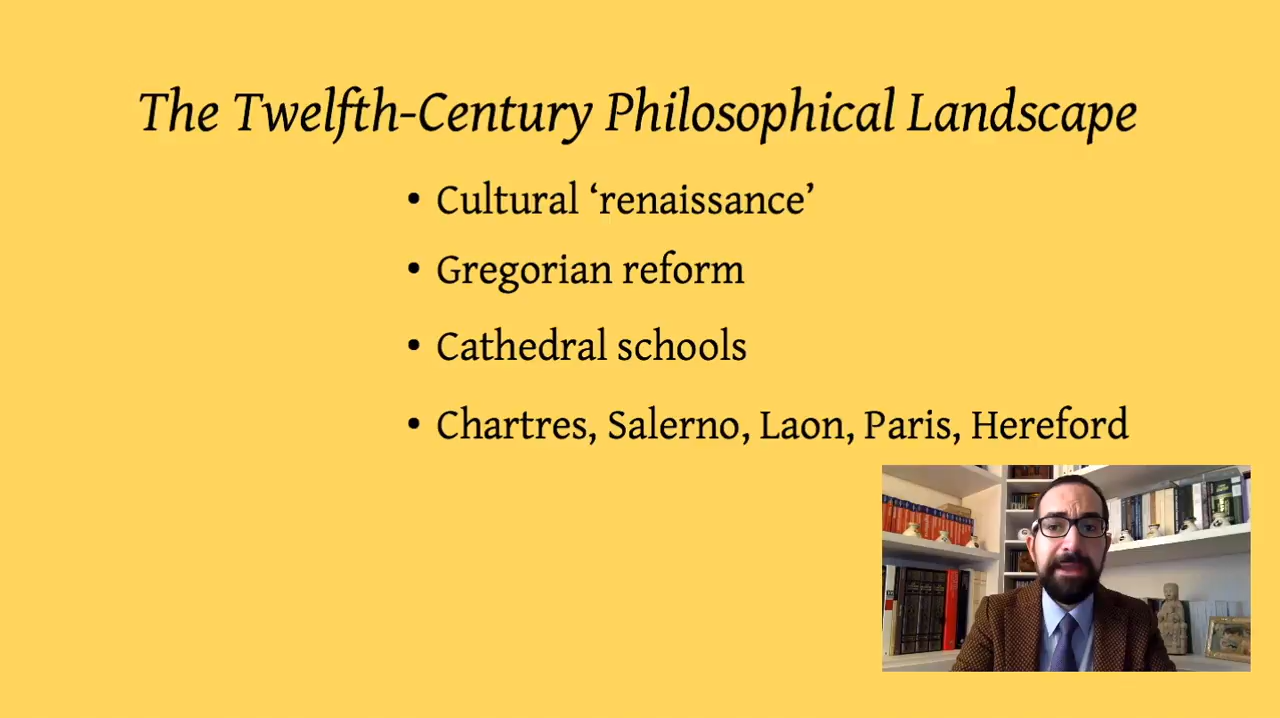 The Twelfth-Century Philosophical Landscape
• Cultural ‘renaissance’
• Gregorian reform
• Cathedral schools
• Chartres, Salerno, Laon, Paris, Hereford